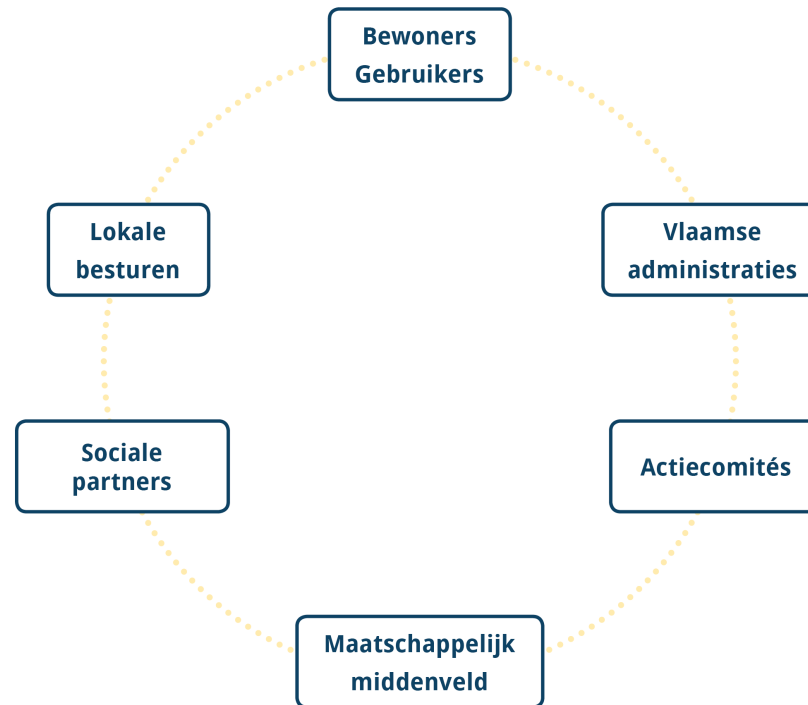 Bewoners
Gebruikers
Lokale
besturen
Vlaamse
administraties
Sociale
partners
Actiecomités
Maatschappelijk
middenveld